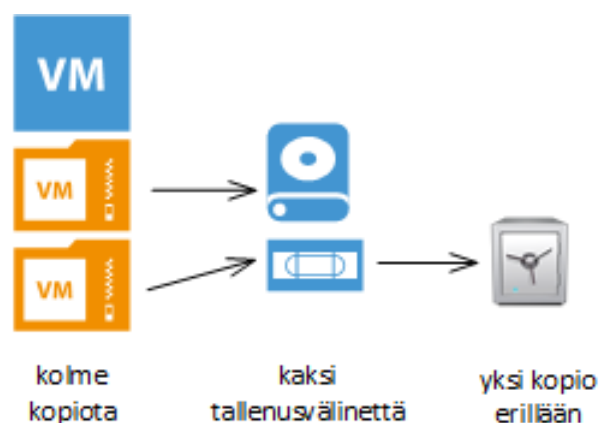 VM
VM
VM
kolme
kopiota
kaksi
tallenusvälinettä
yksi kopio
erillään